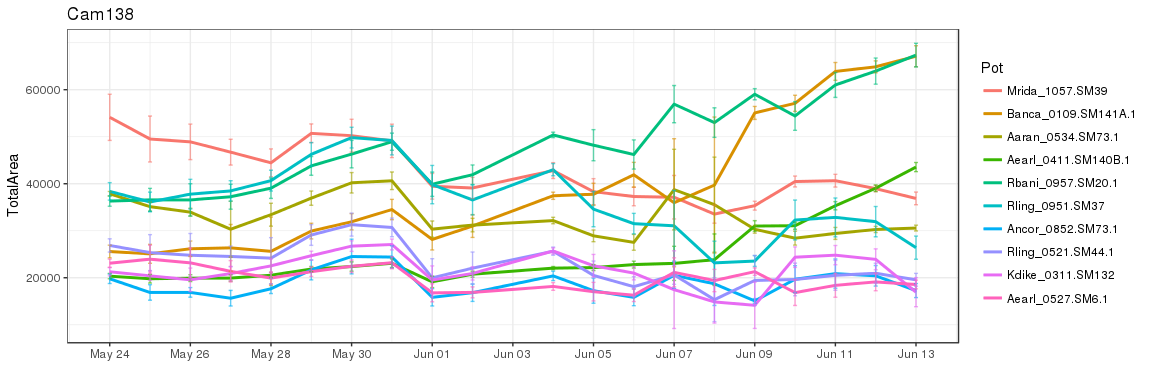 Cam138
TotalArea
60000
40000
20000
May 24
May 26
May 28
May 30
Jun 01
Jun 03
Jun 05
Jun 07
Jun 09
Jun 11
Jun 13
Pot
Mrida_1057.SM39
Banca_0109.SM141A.1
Aaran_0534.SM73.1
Aearl_0411.SM140B.1
Rbani_0957.SM20.1
Rling_0951.SM37
Ancor_0852.SM73.1
Rling_0521.SM44.1
Kdike_0311.SM132
Aearl_0527.SM6.1